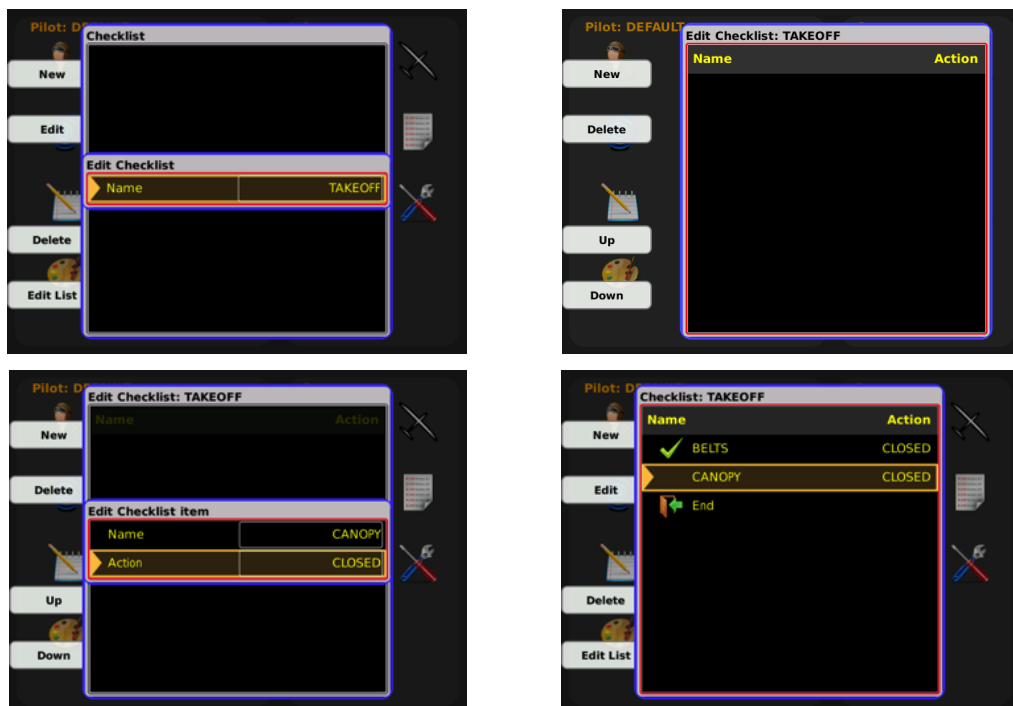 Pilot: D
Checklist
New
Edit
Edit Checklist
Name TAKEOFF
Delete
Edit List
Pilot: DEFAULT
Edit Checklist: TAKEOFF
Name Action
New
Delete
Up
Down
Pilot: D
Edit Checklist: TAKEOFF
Name Action
New
Delete
Edit Checklist item
Name CANOPY
Action CLOSED
Up
Down
Pilot: D
Checklist: TAKEOFF
Name Action
New
BELTS CLOSED
CANOPY CLOSED
Edit
End
Delete
Edit List